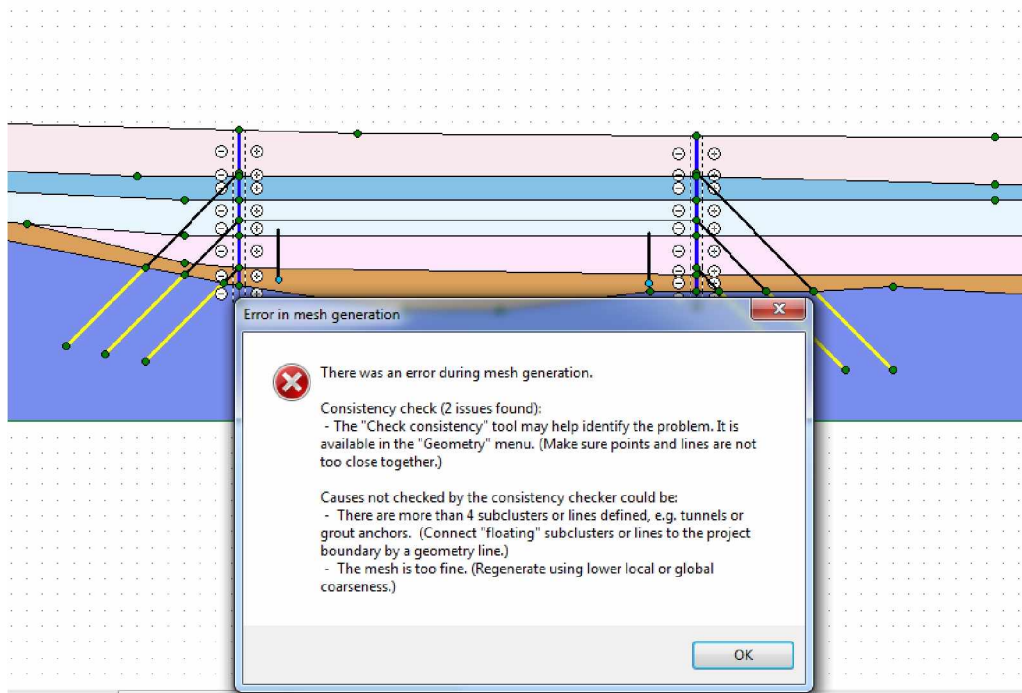 Error in mesh generation
There was an error during mesh generation.
Consistency check (2 issues found):
- The "Check consistency" tool may help identify the problem. It is
available in the "Geometry" menu. (Make sure points and lines are not
too close together.)
Causes not checked by the consistency checker could be:
- There are more than 4 subclusters or lines defined, e.g. tunnels or
grout anchors. (Connect "floating" subclusters or lines to the project
boundary by a geometry line.)
- The mesh is too fine. (Regenerate using lower local or global
coarseness.)
OK